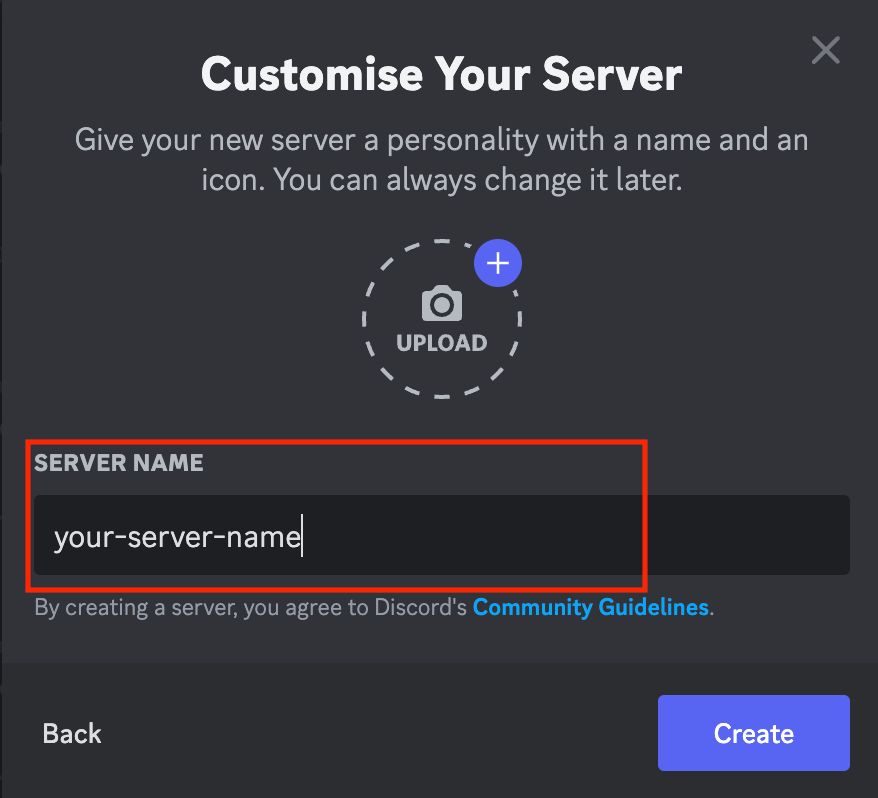 Customise Your Server
Give your new server a personality with a name and an
icon. You can always change it later.
UPLOAD
SERVER NAME
your-server-name
By creating a server, you agree to Discord's Community Guidelines.
Back
Create